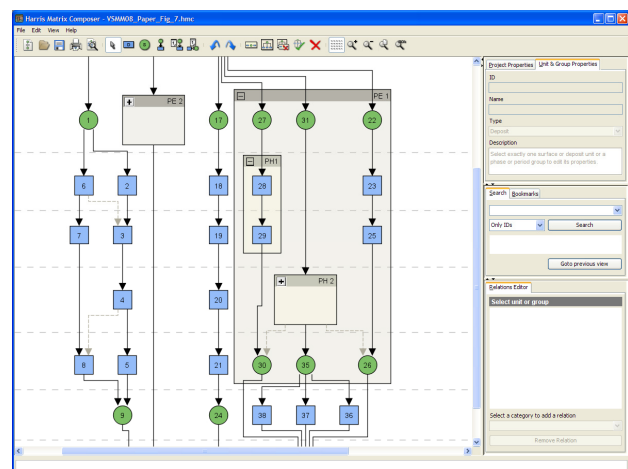 Harris Matrix Composer - VSMM08_Paper_Fig_7.hmc
File Edit View Help
Project Properties Unit & Group Properties
ID
Name
Type
Deposit
Description
Select exactly one surface or deposit unit or a
phase or period group to edit its properties.
Search Bookmarks
Only IDs Search
Goto previous view
Relations Editor
Select unit or group
Select a category to add a relation
Remove Relation
PE 1
PE 2
1 17 27 31 22
PH1
6 2 18 28 23
7 3 19 29 25
PH 2
4 20
8 5 21 30 35 26
9 24 38 37 36